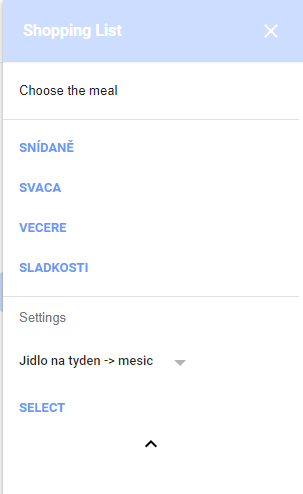 Shopping List
Choose the meal
SNÍDANĚ
SVACA
VECERE
SLADKOSTI
Settings
Jidlo na tyden -> mesic
SELECT